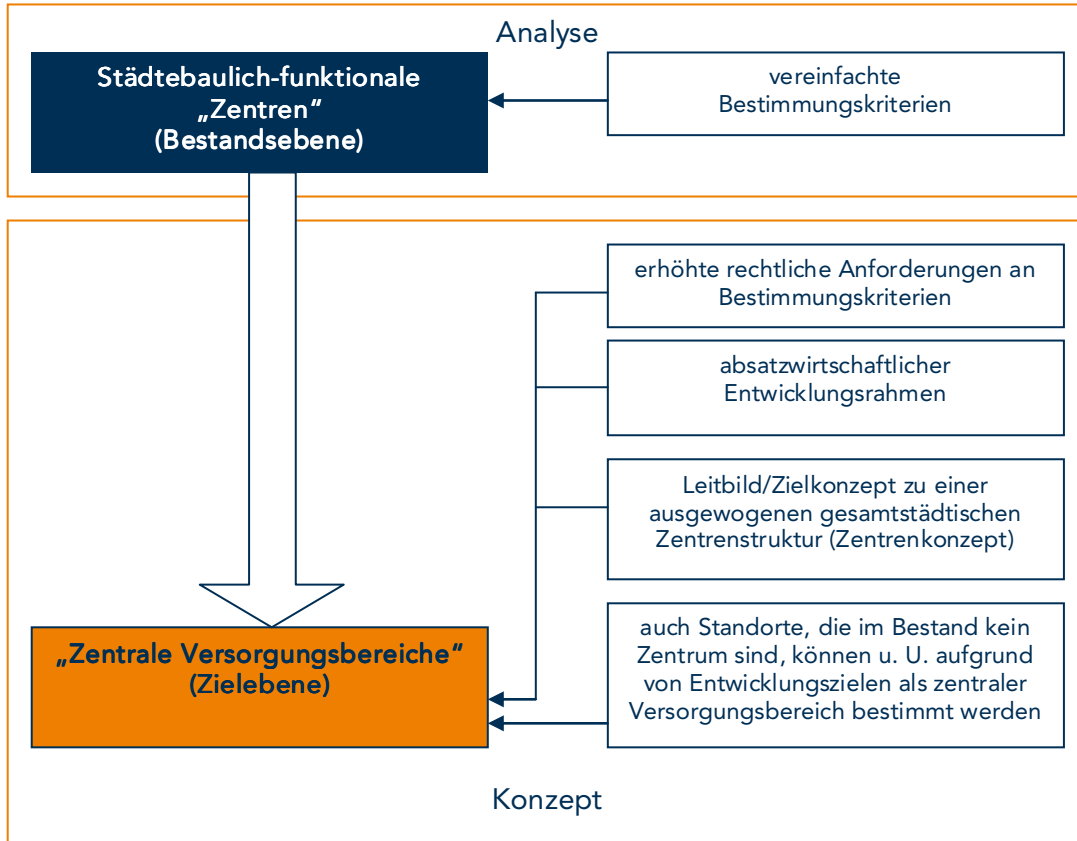 Analyse
Städtebaulich-funktionale
„Zentren“
(Bestandsebene)
vereinfachte
Bestimmungskriterien
erhöhte rechtliche Anforderungen an
Bestimmungskriterien
absatzwirtschaftlicher
Entwicklungsrahmen
Leitbild/Zielkonzept zu einer
ausgewogenen gesamtstädtischen
Zentrenstruktur (Zentrenkonzept)
auch Standorte, die im Bestand kein
Zentrum sind, können u. U. aufgrund
von Entwicklungszielen als zentraler
Versorgungsbereich bestimmt werden
„Zentrale Versorgungsbereiche“
(Zielebene)
Konzept